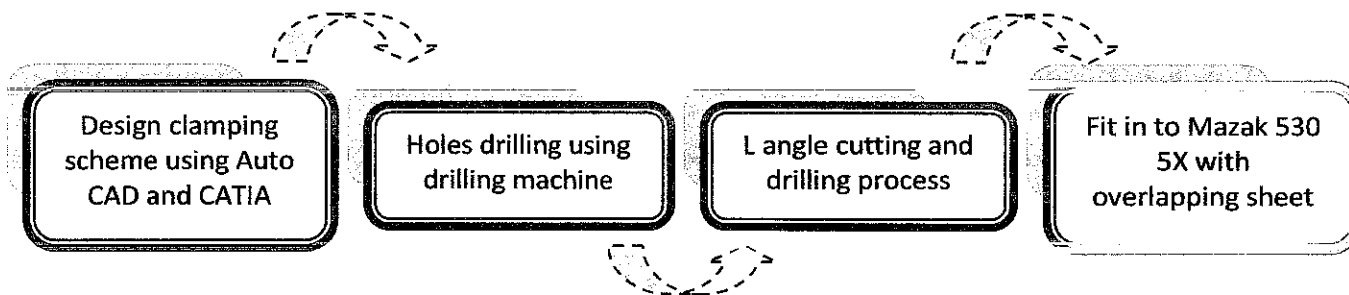 Design clamping
scheme using Auto
CAD and CATIA
Holes drilling using
drilling machine
L angle cutting and
drilling process
Fit in to Mazak 530
5X with
overlapping sheet